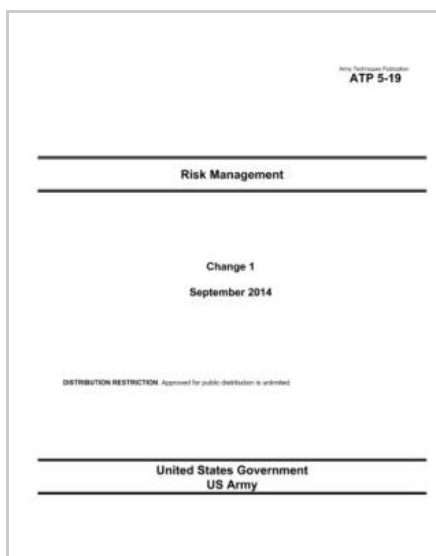 Army Techniques Publication
ATP 5-19
Risk Management
Change 1
September 2014
DISTRIBUTION RESTRICTION Approved for public distribution is unlimited.
United States Government
US Army